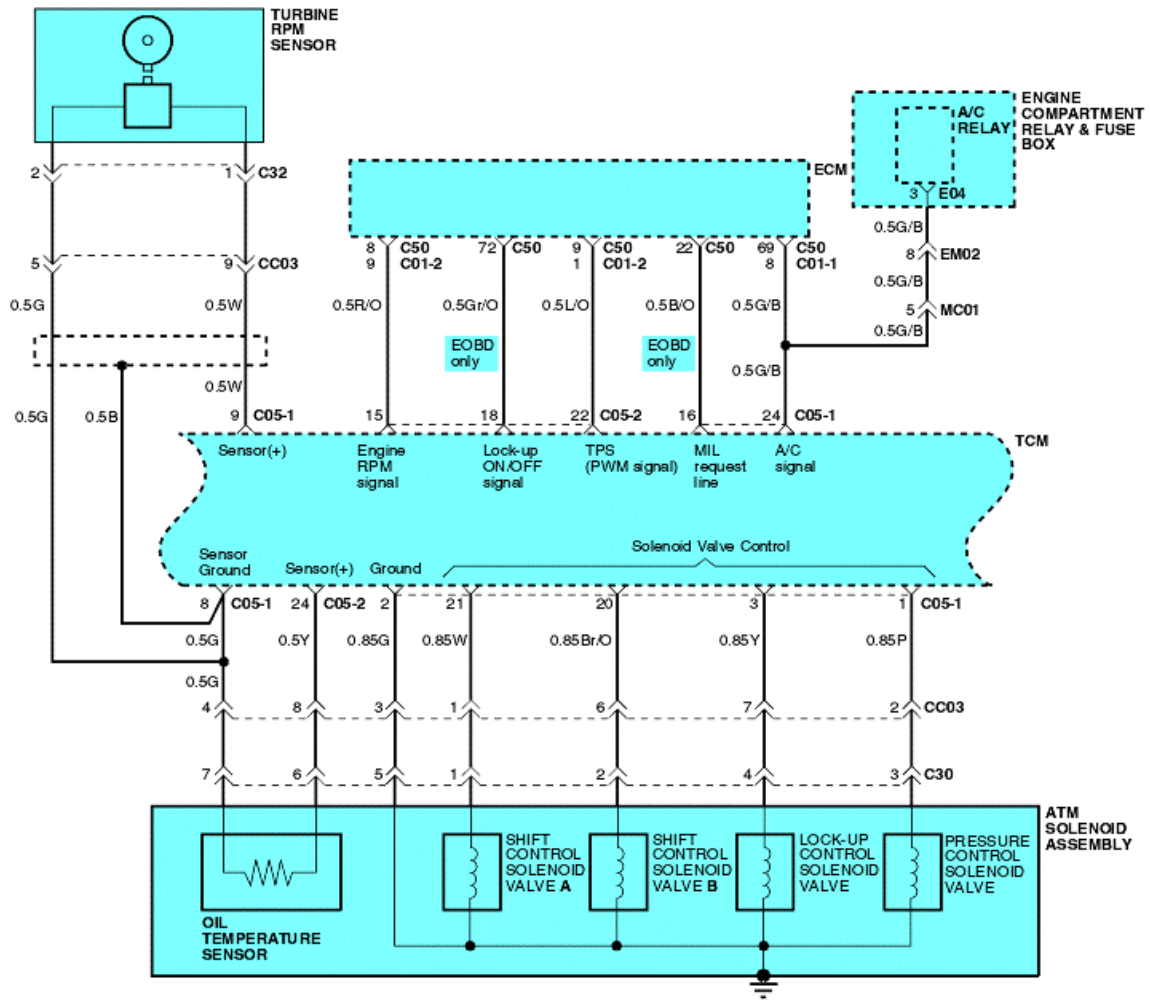 TURBINE
RPM
SENSOR
ENGINE
COMPARTMENT
RELAY & FUSE
BOX
A/C
RELAY
3 E04
0.5G/B
8 EM02
0.5G/B
5 MC01
0.5G/B
2 1 C32
5 9 CC03
0.5G 0.5W
0.5W
0.5G 0.5B
9 C05-1
ECM
8 C50 72 C50 9 C50 22 C50 69 C50
9 C01-2 1 C01-2 8 C01-1
0.5R/O 0.5Gr/O 0.5L/O 0.5B/O 0.5G/B
EOBD
only
EOBD
only
0.5G/B
15 18 22 C05-2 16 24 C05-1
TCM
Sensor(+)
Engine
RPM
signal
Lock-up
ON/OFF
signal
TPS
(PWM signal)
MIL
request
line
A/C
signal
Solenoid Valve Control
Sensor
Ground
Sensor(+) Ground
8 C05-1 24 C05-2 2 21 20 3 1 C05-1
0.5G 0.5Y 0.85G 0.85W 0.85Br/O 0.85Y 0.85P
0.5G
4 8 3 1 6 7 2 CC03
7 6 5 1 2 4 3 C30
ATM
SOLENOID
ASSEMBLY
SHIFT
CONTROL
SOLENOID
VALVE A
SHIFT
CONTROL
SOLENOID
VALVE B
LOCK-UP
CONTROL
SOLENOID
VALVE
PRESSURE
CONTROL
SOLENOID
VALVE
OIL
TEMPERATURE
SENSOR